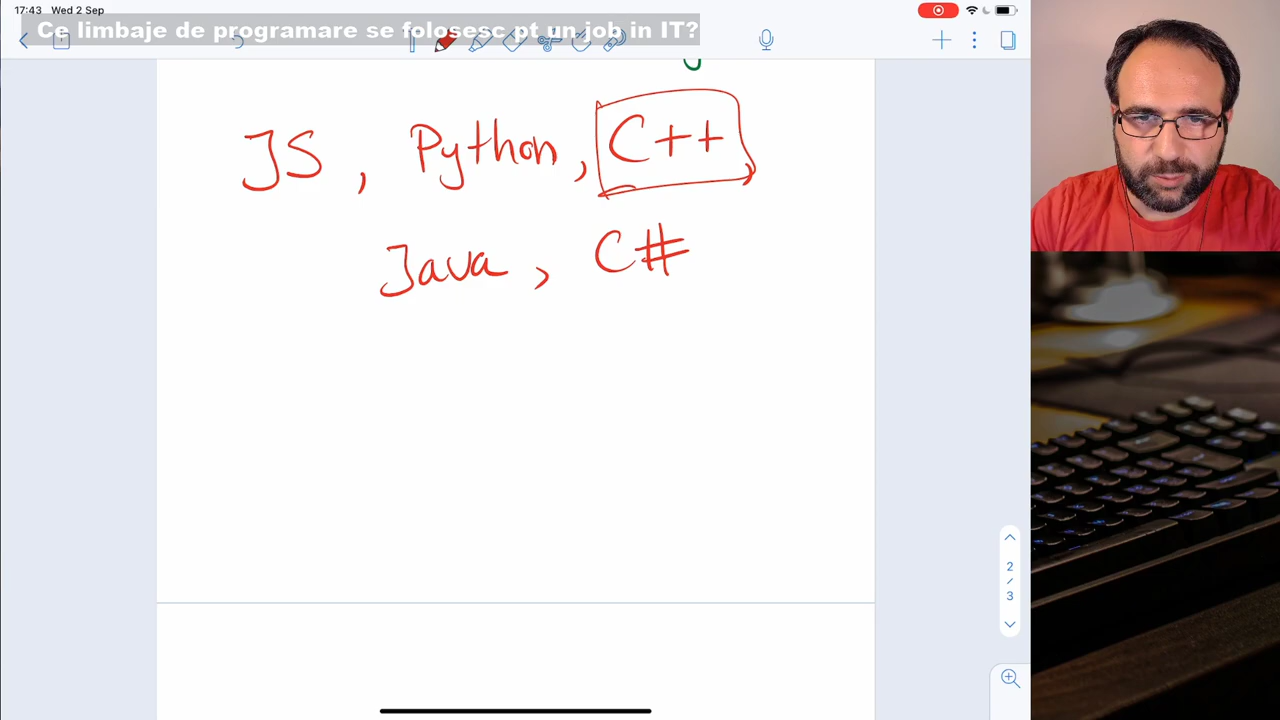 17:43 Wed 2 Sep
Ce limbaje de programare se folosesc pt un job in IT?
JS, Python, C++
Java, C#
2
/
3